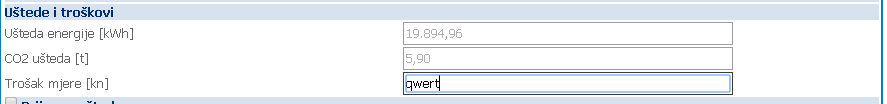 Uštede i troškovi
Ušteda energije [kWh] 19.894,96
CO2 ušteda [t] 5,90
Trošak mjere [kn] qwert